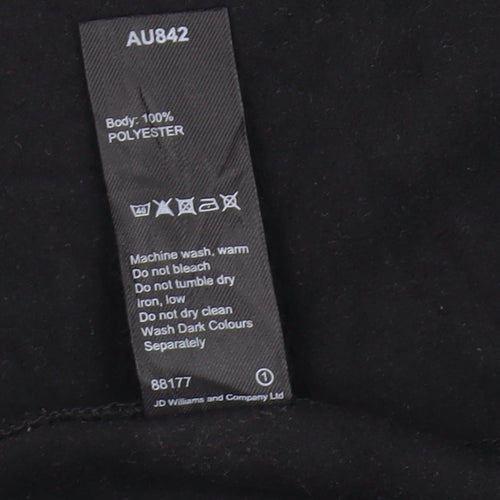 AU842
Body: 100%
POLYESTER
40
Machine wash, warm
Do not bleach
Do not tumble dry
Iron, low
Do not dry clean
Wash Dark Colours
Separately
88177 1
JD Williams and Company Ltd